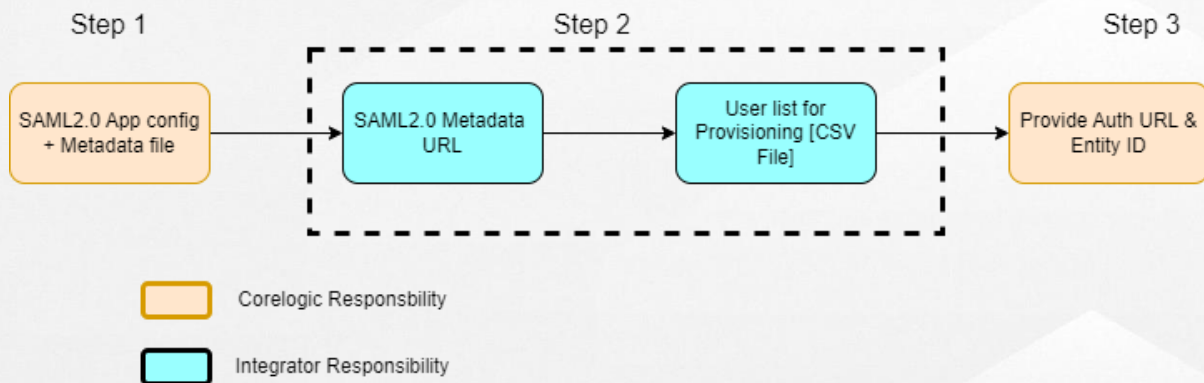 Step 1
Step 2
Step 3
SAML2.0 App config
+ Metadata file
SAML2.0 Metadata
URL
User list for
Provisioning [CSV
File]
Provide Auth URL &
Entity ID
Corelogic Responsbility
Integrator Responsibility